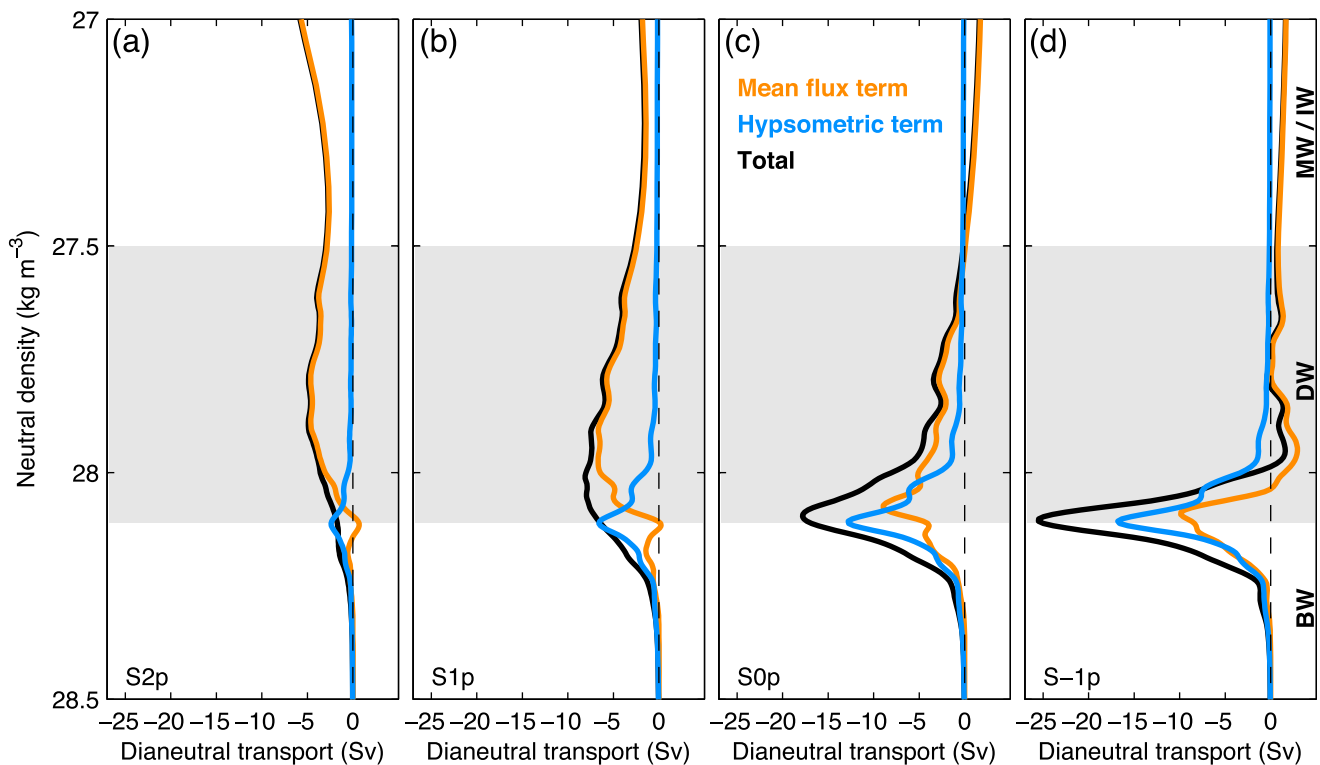 (a)
(b)
(c)
(d)
Mean flux term
Hypsometric term
Total
27
27.5
28
28.5
Neutral density (kg m⁻³)
MW / IW
DW
BW
S2p
S1p
S0p
S−1p
−25 −20 −15 −10 −5 0
−25 −20 −15 −10 −5 0
−25 −20 −15 −10 −5 0
−25 −20 −15 −10 −5 0
Dianeutral transport (Sv)
Dianeutral transport (Sv)
Dianeutral transport (Sv)
Dianeutral transport (Sv)